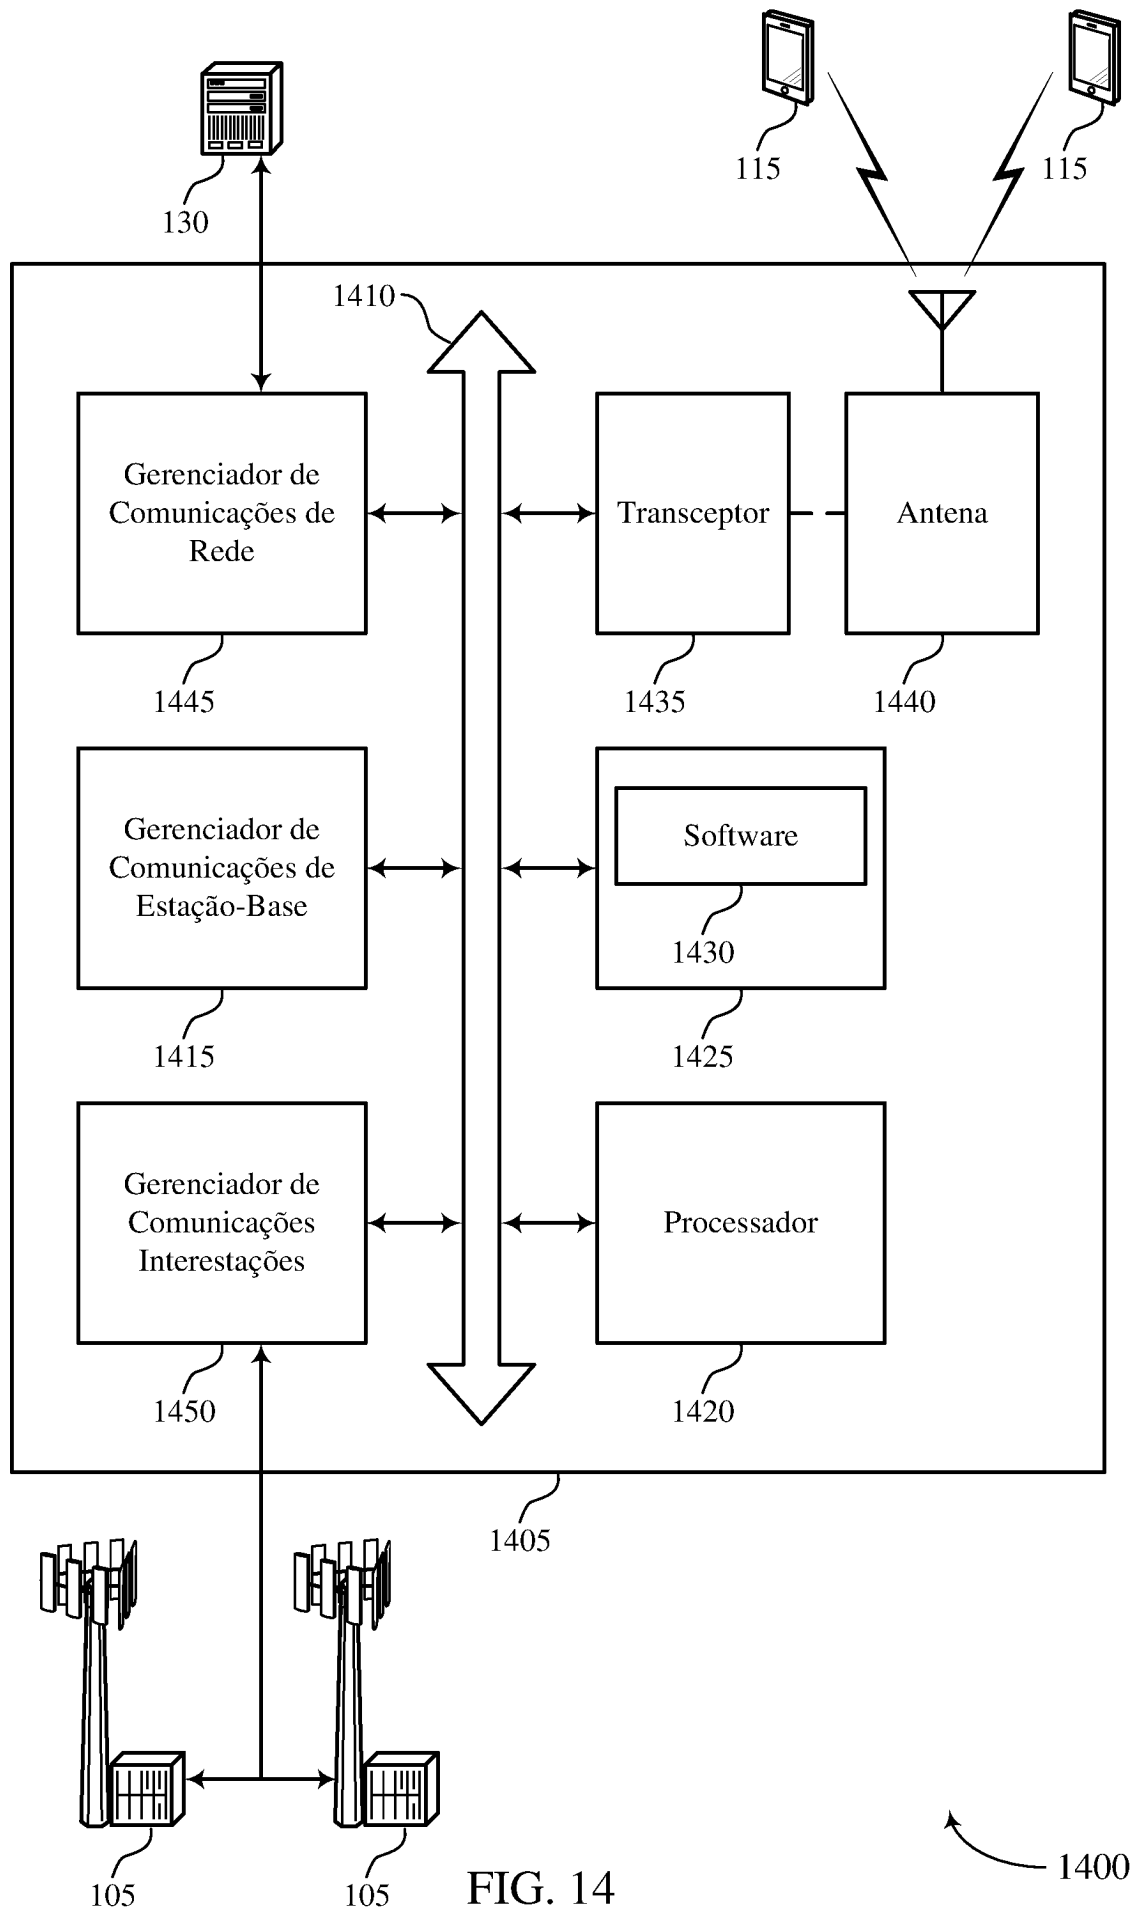 115
115
130
1410
Gerenciador de
Comunicações de
Rede
Transceptor
Antena
1445
1435
1440
Gerenciador de
Comunicações de
Estação-Base
Software
1430
1415
1425
Gerenciador de
Comunicações
Interestações
Processador
1450
1420
1405
105
105
FIG. 14
1400